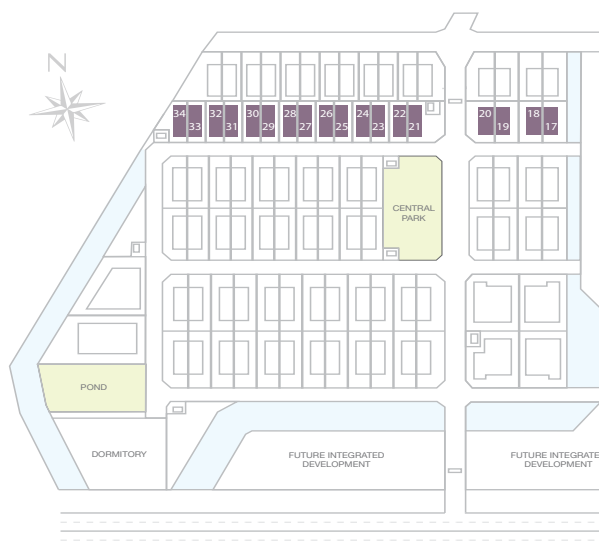 N
34 32 30 28 26 24 22 20 18
33 31 29 27 25 23 21 19 17
CENTRAL
PARK
POND
DORMITORY
FUTURE INTEGRATED
DEVELOPMENT
FUTURE INTEGRATE
DEVELOPMENT